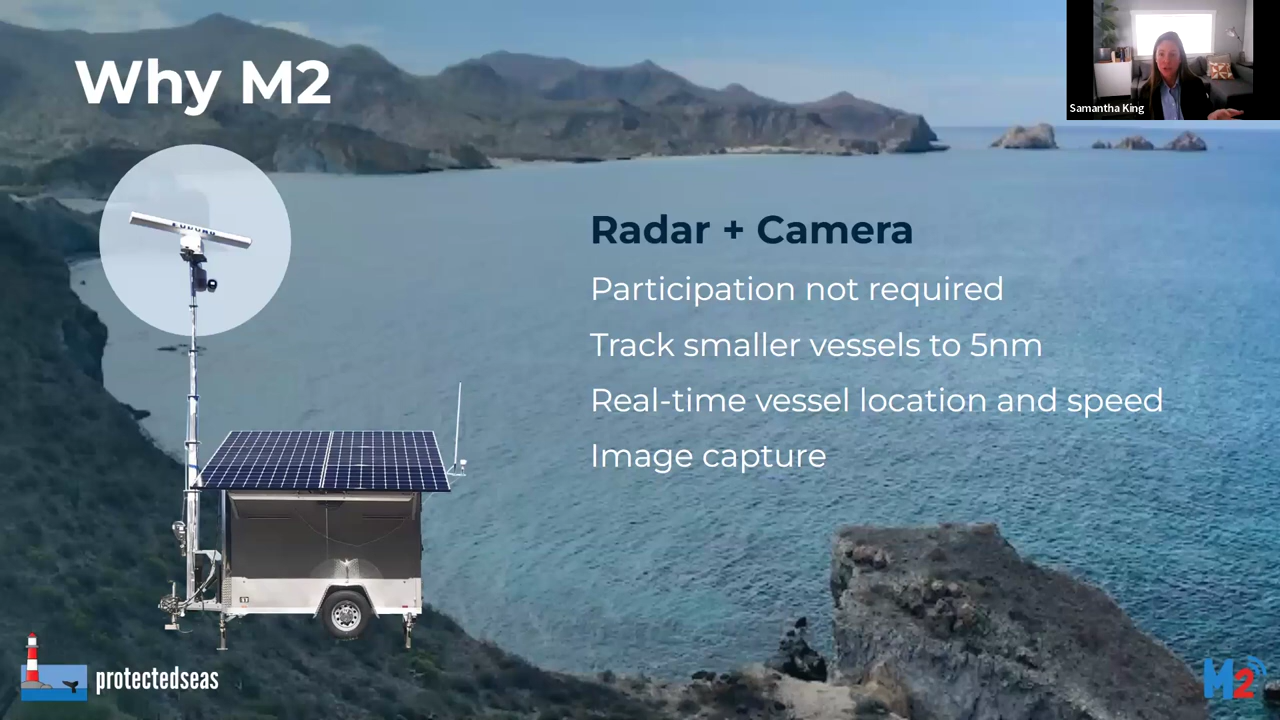 Why M2
Samantha King
Radar + Camera
Participation not required
Track smaller vessels to 5nm
Real-time vessel location and speed
Image capture
protectedseas
M2